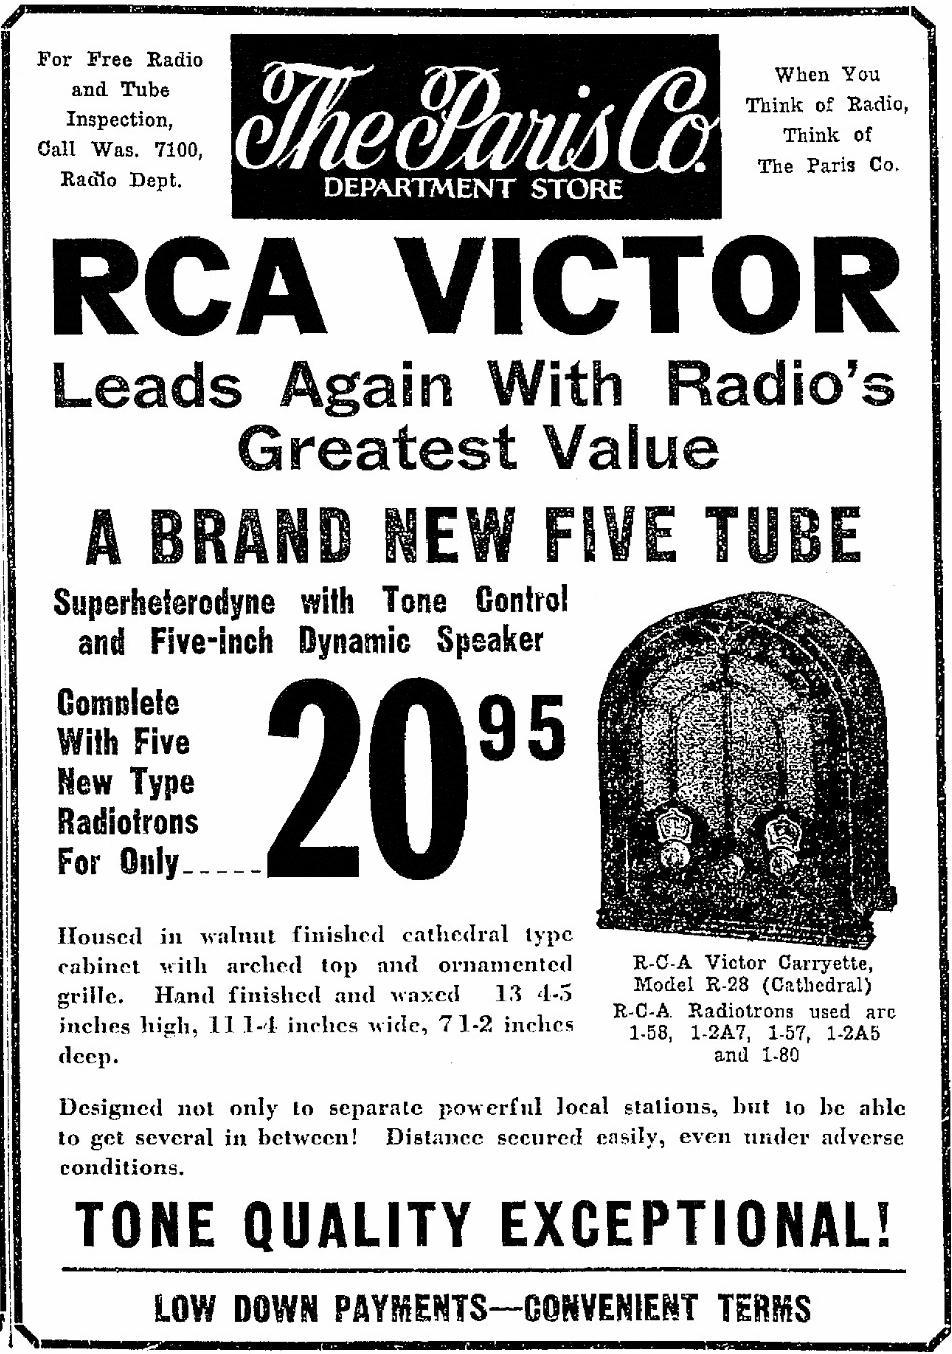 For Free Radio
and Tube
Inspection,
Call Was. 7100,
Radio Dept.
The Paris Co.
DEPARTMENT STORE
When You
Think of Radio,
Think of
The Paris Co.
RCA VICTOR
Leads Again With Radio's
Greatest Value
A BRAND NEW FIVE TUBE
Superheterodyne with Tone Control
and Five-inch Dynamic Speaker
Complete
With Five
New Type
Radiotrons
For Only_____
20 95
Housed in walnut finished cathedral type
cabinet with arched top and ornamented
grille. Hand finished and waxed 13 4-5
inches high, 11 1-4 inches wide, 7 1-2 inches
deep.
R-C-A Victor Carryette,
Model R-28 (Cathedral)
R-C-A Radiotrons used are
1-58, 1-2A7, 1-57, 1-2A5
and 1-80
Designed not only to separate powerful local stations, but to be able
to get several in between! Distance secured easily, even under adverse
conditions.
TONE QUALITY EXCEPTIONAL!
LOW DOWN PAYMENTS—CONVENIENT TERMS